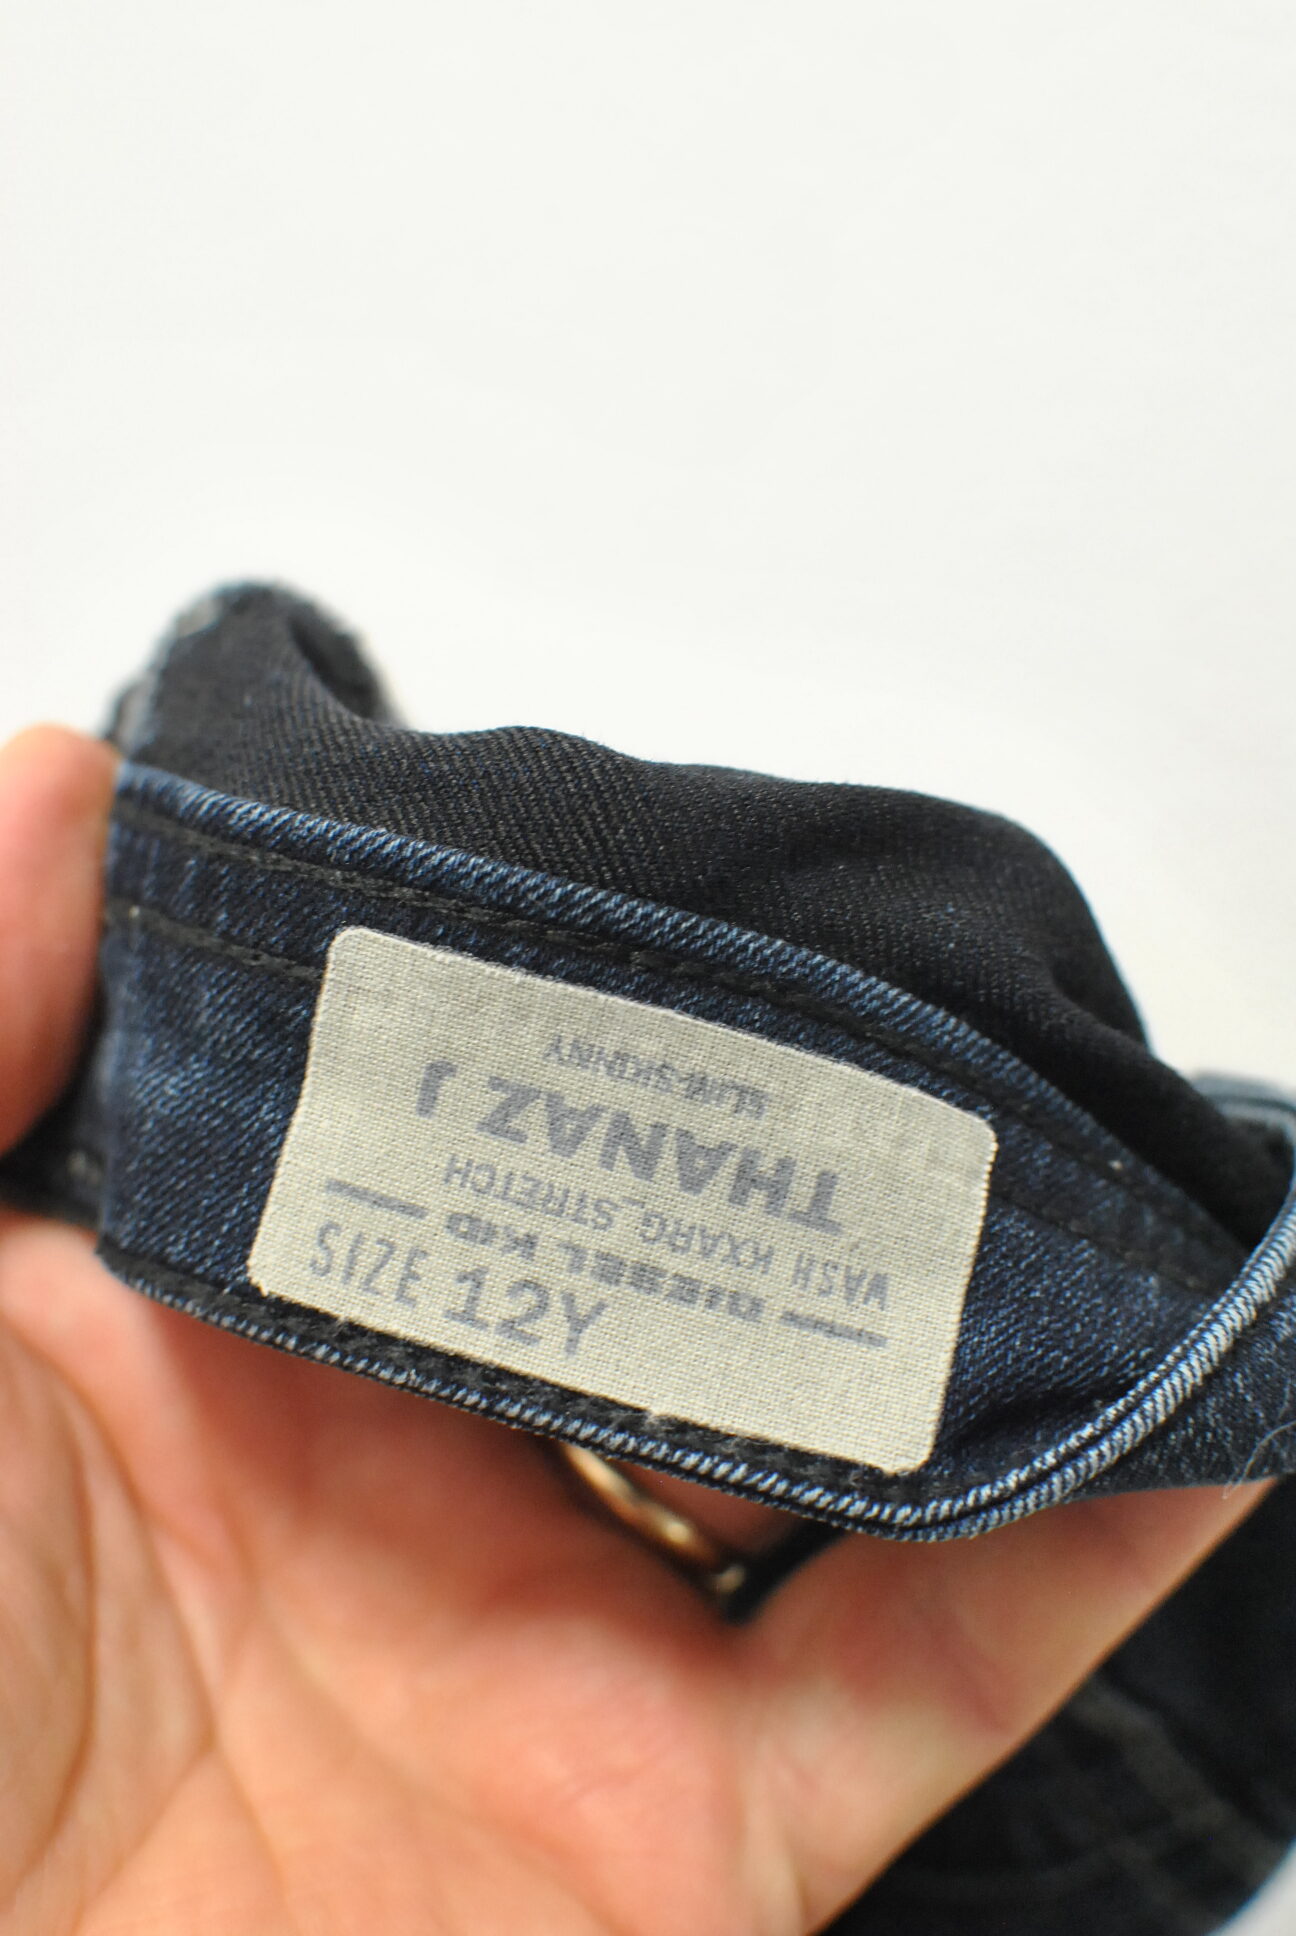 SLIM-SKINNY
THANAZ J
WASH KXARG_STRETCH
DIESEL KID
SIZE 12Y